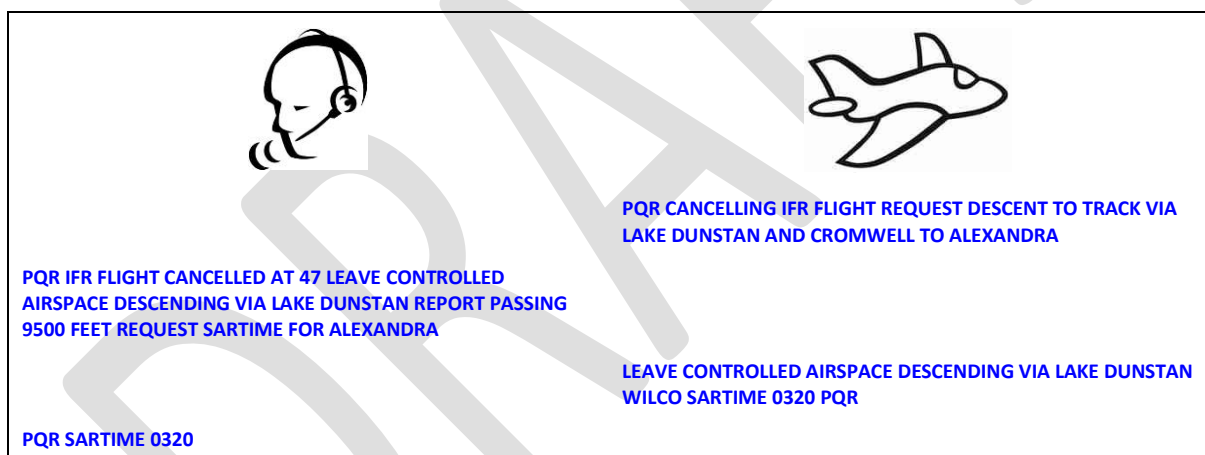 PQR CANCELLING IFR FLIGHT REQUEST DESCENT TO TRACK VIA
LAKE DUNSTAN AND CROMWELL TO ALEXANDRA
PQR IFR FLIGHT CANCELLED AT 47 LEAVE CONTROLLED
AIRSPACE DESCENDING VIA LAKE DUNSTAN REPORT PASSING
9500 FEET REQUEST SARTIME FOR ALEXANDRA
LEAVE CONTROLLED AIRSPACE DESCENDING VIA LAKE DUNSTAN
WILCO SARTIME 0320 PQR
PQR SARTIME 0320